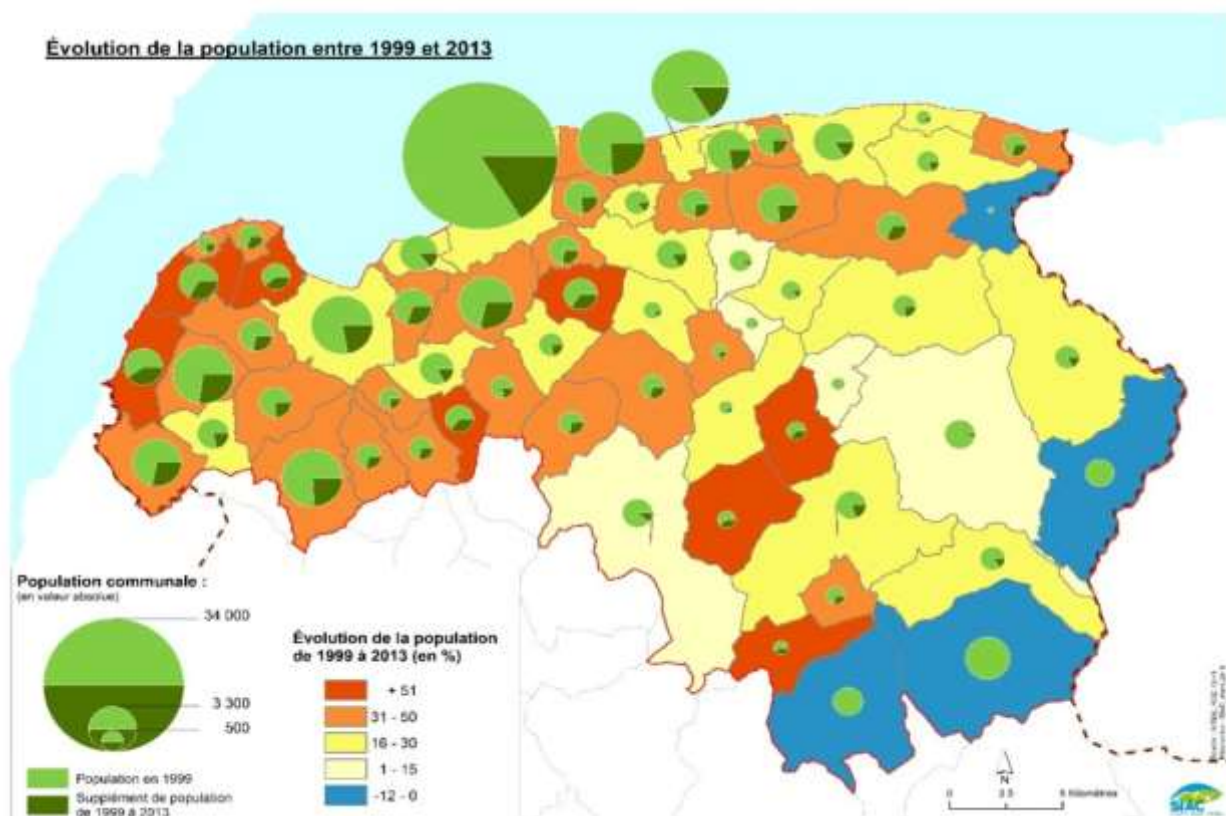 Évolution de la population entre 1999 et 2013
Population communale :
(en valeur absolue)
34 000
3 300
500
Population en 1999
Supplément de population
de 1999 à 2013
Évolution de la population
de 1999 à 2013 (en %)
+ 51
31 - 50
16 - 30
1 - 15
-12 - 0
N
0 2.5 5 Kilomètres
SIAC